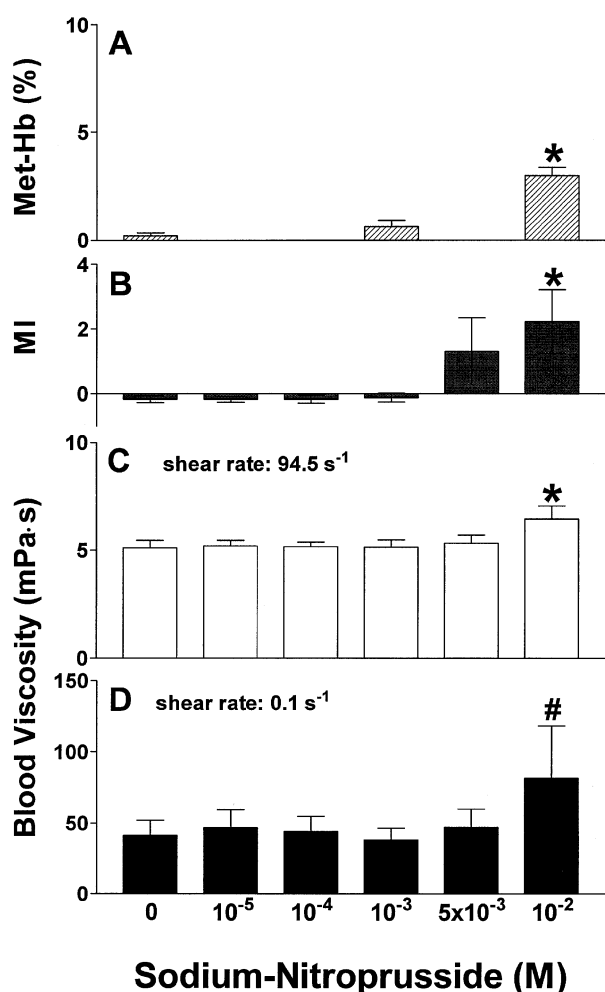 A
Met-Hb (%)
10
5
0
*
B
MI
4
2
0
*
C
shear rate: 94.5 s⁻¹
Blood Viscosity (mPa·s)
10
5
0
*
D
shear rate: 0.1 s⁻¹
150
100
50
0
#
0 10⁻⁵ 10⁻⁴ 10⁻³ 5x10⁻³ 10⁻²
Sodium-Nitroprusside (M)